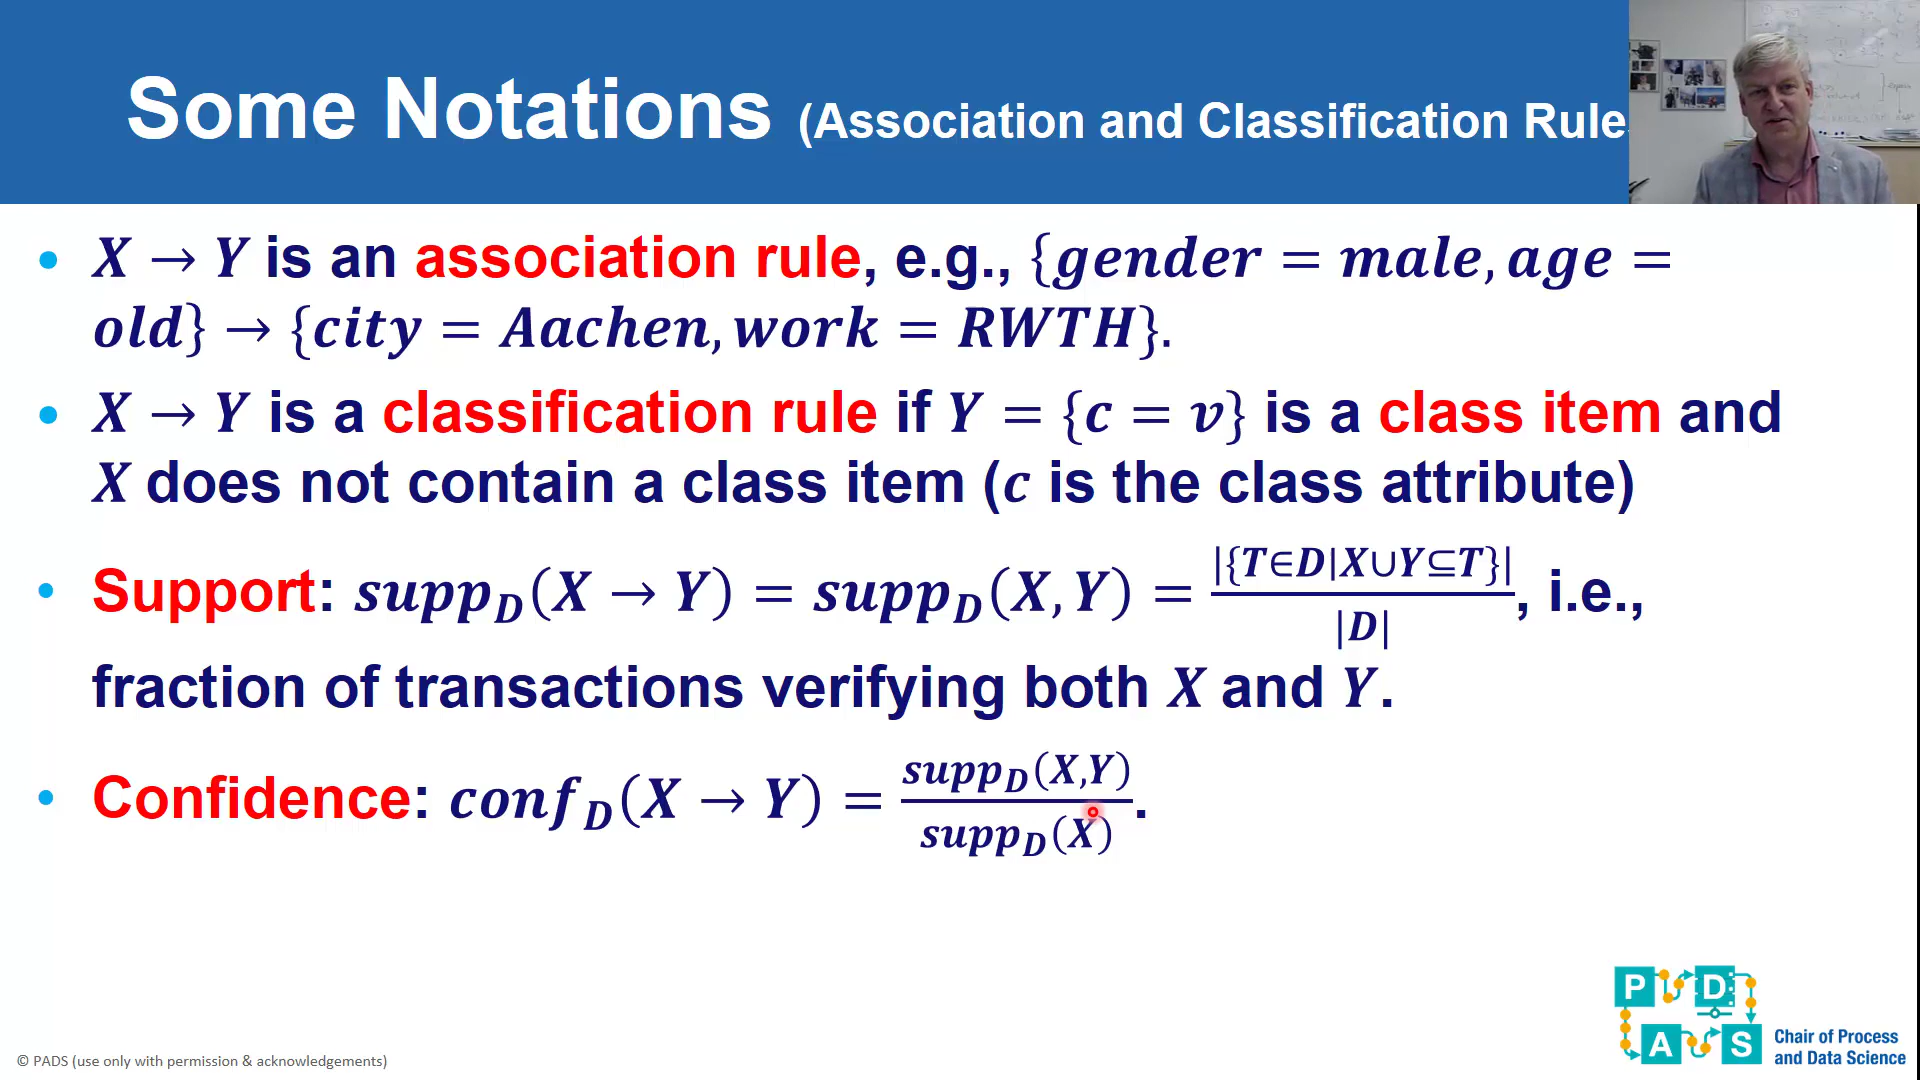 Some Notations (Association and Classification Rule
• X → Y is an association rule, e.g., {gender = male, age =
old} → {city = Aachen, work = RWTH}.
• X → Y is a classification rule if Y = {c = v} is a class item and
X does not contain a class item (c is the class attribute)
• Support: supp_D(X → Y) = supp_D(X, Y) = |{T∈D|X∪Y⊆T}| / |D|, i.e.,
fraction of transactions verifying both X and Y.
• Confidence: conf_D(X → Y) = supp_D(X,Y) / supp_D(X).
P D
A S
Chair of Process
and Data Science
© PADS (use only with permission & acknowledgements)